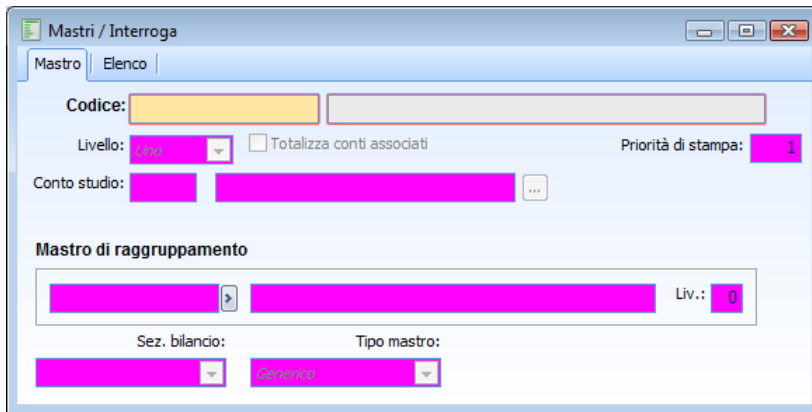 Mastri / Interroga
Mastro Elenco
Codice:
Livello: Uno Totalizza conti associati Priorità di stampa: 1
Conto studio: ...
Mastro di raggruppamento
Liv.: 0
Sez. bilancio: Tipo mastro:
Generico